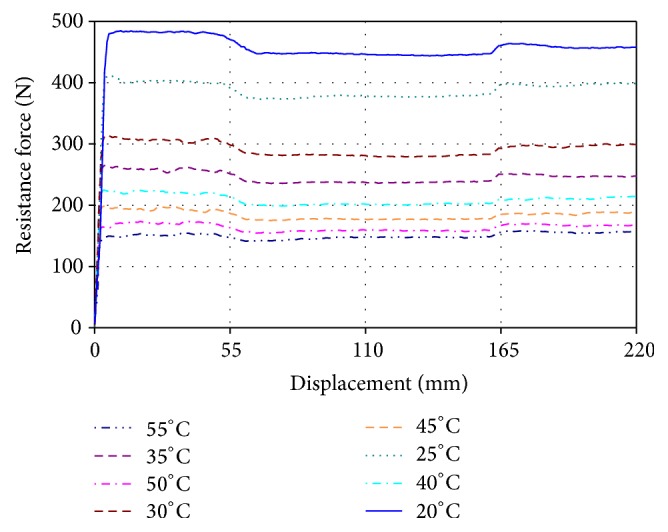 500
400
300
200
100
0
Resistance force (N)
0 55 110 165 220
Displacement (mm)
55°C 45°C
35°C 25°C
50°C 40°C
30°C 20°C